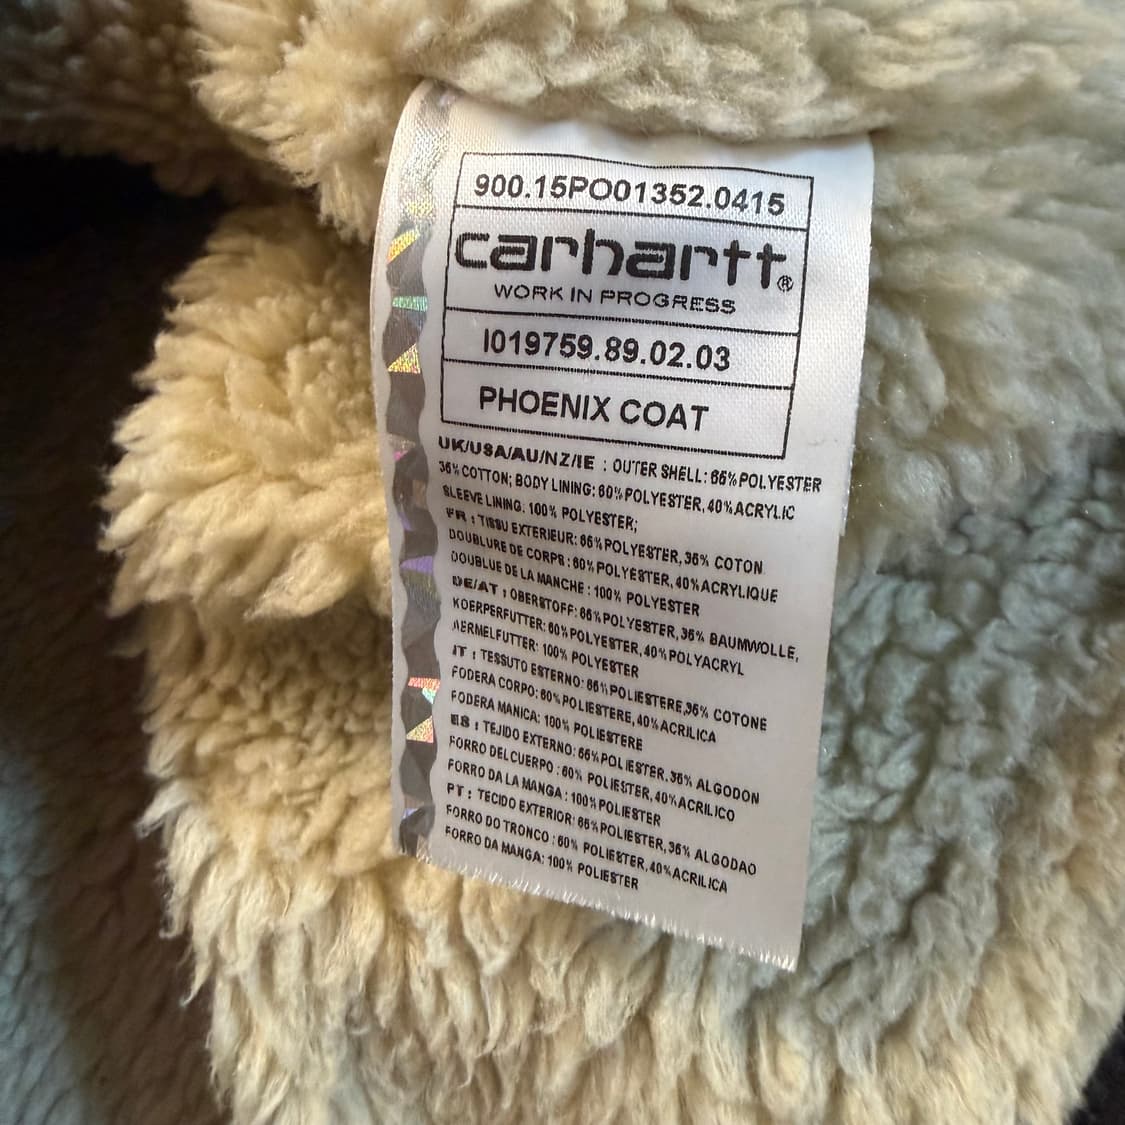 900.15PO01352.0415
carhartt®
WORK IN PROGRESS
I019759.89.02.03
PHOENIX COAT
UK/USA/AU/NZ/IE : OUTER SHELL: 65% POLYESTER
35% COTTON; BODY LINING: 60% POLYESTER, 40% ACRYLIC
SLEEVE LINING: 100% POLYESTER;
FR : TISSU EXTERIEUR: 65% POLYESTER, 35% COTON
DOUBLURE DE CORPS : 60% POLYESTER, 40% ACRYLIQUE
DOUBLUE DE LA MANCHE : 100% POLYESTER
DE/AT : OBERSTOFF: 65% POLYESTER, 35% BAUMWOLLE,
KOERPERFUTTER: 60% POLYESTER, 40% POLYACRYL
AERMELFUTTER: 100% POLYESTER
IT : TESSUTO ESTERNO: 65% POLIESTERE, 35% COTONE
FODERA CORPO: 60% POLIESTERE, 40% ACRILICA
FODERA MANICA: 100% POLIESTERE
ES : TEJIDO EXTERNO: 65% POLIESTER, 35% ALGODON
FORRO DEL CUERPO : 60% POLIESTER, 40% ACRILICO
FORRO DA LA MANGA : 100% POLIESTER
PT : TECIDO EXTERIOR: 65% POLIESTER, 35% ALGODAO
FORRO DO TRONCO : 60% POLIESTER, 40% ACRILICA
FORRO DA MANGA: 100% POLIESTER